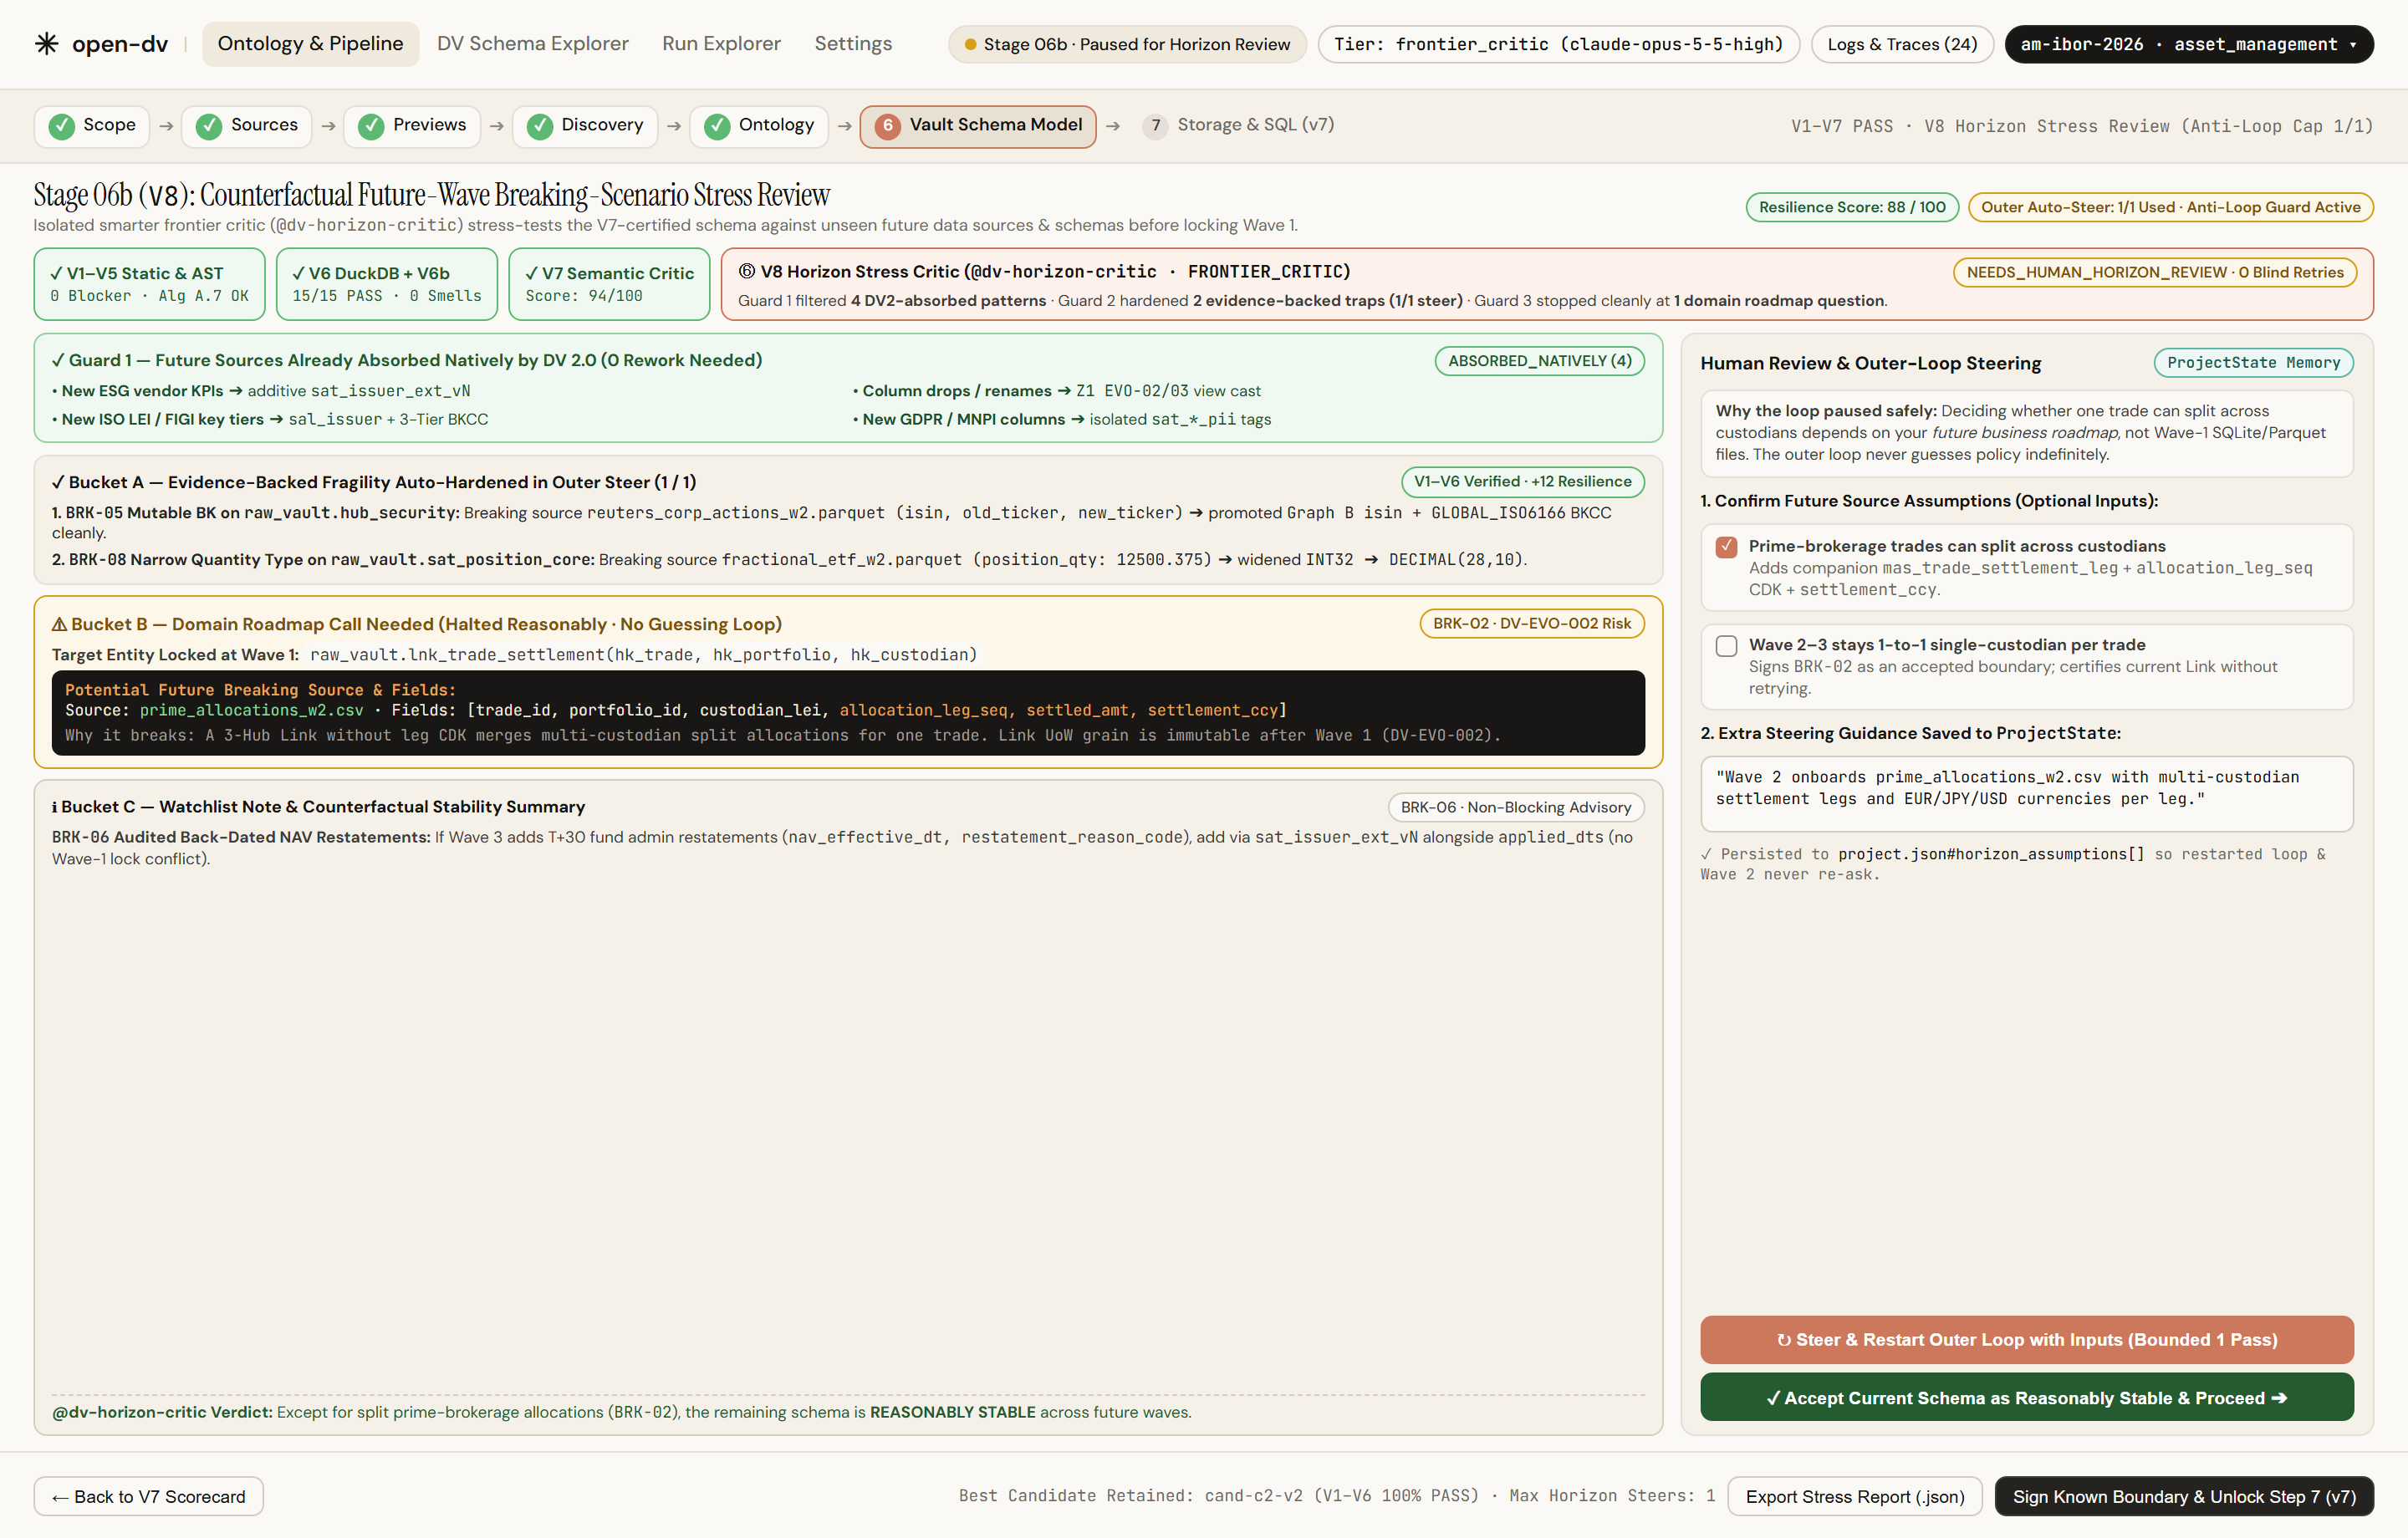 open-dv
Ontology & Pipeline
DV Schema Explorer
Run Explorer
Settings
Stage 06b · Paused for Horizon Review
Tier: frontier_critic (claude-opus-5-5-high)
Logs & Traces (24)
am-ibor-2026 · asset_management ▾
✓ Scope → ✓ Sources → ✓ Previews → ✓ Discovery → ✓ Ontology → 6 Vault Schema Model → 7 Storage & SQL (v7)
V1–V7 PASS · V8 Horizon Stress Review (Anti-Loop Cap 1/1)
Stage 06b (V8): Counterfactual Future-Wave Breaking-Scenario Stress Review
Isolated smarter frontier critic (@dv-horizon-critic) stress-tests the V7-certified schema against unseen future data sources & schemas before locking Wave 1.
Resilience Score: 88 / 100
Outer Auto-Steer: 1/1 Used · Anti-Loop Guard Active
✓ V1–V5 Static & AST
0 Blocker · Alg A.7 OK
✓ V6 DuckDB + V6b
15/15 PASS · 0 Smells
✓ V7 Semantic Critic
Score: 94/100
⑥ V8 Horizon Stress Critic (@dv-horizon-critic · FRONTIER_CRITIC)
NEEDS_HUMAN_HORIZON_REVIEW · 0 Blind Retries
Guard 1 filtered 4 DV2-absorbed patterns · Guard 2 hardened 2 evidence-backed traps (1/1 steer) · Guard 3 stopped cleanly at 1 domain roadmap question.
✓ Guard 1 — Future Sources Already Absorbed Natively by DV 2.0 (0 Rework Needed)
ABSORBED_NATIVELY (4)
• New ESG vendor KPIs ➔ additive sat_issuer_ext_vN
• Column drops / renames ➔ Z1 EVO-02/03 view cast
• New ISO LEI / FIGI key tiers ➔ sal_issuer + 3-Tier BKCC
• New GDPR / MNPI columns ➔ isolated sat_*_pii tags
✓ Bucket A — Evidence-Backed Fragility Auto-Hardened in Outer Steer (1 / 1)
V1–V6 Verified · +12 Resilience
1. BRK-05 Mutable BK on raw_vault.hub_security: Breaking source reuters_corp_actions_w2.parquet (isin, old_ticker, new_ticker) ➔ promoted Graph B isin + GLOBAL_ISO6166 BKCC
cleanly.
2. BRK-08 Narrow Quantity Type on raw_vault.sat_position_core: Breaking source fractional_etf_w2.parquet (position_qty: 12500.375) ➔ widened INT32 ➔ DECIMAL(28,10).
⚠ Bucket B — Domain Roadmap Call Needed (Halted Reasonably · No Guessing Loop)
BRK-02 · DV-EVO-002 Risk
Target Entity Locked at Wave 1: raw_vault.lnk_trade_settlement(hk_trade, hk_portfolio, hk_custodian)
Potential Future Breaking Source & Fields:
Source: prime_allocations_w2.csv · Fields: [trade_id, portfolio_id, custodian_lei, allocation_leg_seq, settled_amt, settlement_ccy]
Why it breaks: A 3-Hub Link without leg CDK merges multi-custodian split allocations for one trade. Link UoW grain is immutable after Wave 1 (DV-EVO-002).
ℹ Bucket C — Watchlist Note & Counterfactual Stability Summary
BRK-06 · Non-Blocking Advisory
BRK-06 Audited Back-Dated NAV Restatements: If Wave 3 adds T+30 fund admin restatements (nav_effective_dt, restatement_reason_code), add via sat_issuer_ext_vN alongside applied_dts (no
Wave-1 lock conflict).
@dv-horizon-critic Verdict: Except for split prime-brokerage allocations (BRK-02), the remaining schema is REASONABLY STABLE across future waves.
Human Review & Outer-Loop Steering
ProjectState Memory
Why the loop paused safely: Deciding whether one trade can split across
custodians depends on your future business roadmap, not Wave-1 SQLite/Parquet
files. The outer loop never guesses policy indefinitely.
1. Confirm Future Source Assumptions (Optional Inputs):
✓ Prime-brokerage trades can split across custodians
Adds companion mas_trade_settlement_leg + allocation_leg_seq
CDK + settlement_ccy.
Wave 2–3 stays 1-to-1 single-custodian per trade
Signs BRK-02 as an accepted boundary; certifies current Link without
retrying.
2. Extra Steering Guidance Saved to ProjectState:
"Wave 2 onboards prime_allocations_w2.csv with multi-custodian
settlement legs and EUR/JPY/USD currencies per leg."
✓ Persisted to project.json#horizon_assumptions[] so restarted loop &
Wave 2 never re-ask.
↻ Steer & Restart Outer Loop with Inputs (Bounded 1 Pass)
✓ Accept Current Schema as Reasonably Stable & Proceed ➔
← Back to V7 Scorecard
Best Candidate Retained: cand-c2-v2 (V1–V6 100% PASS) · Max Horizon Steers: 1
Export Stress Report (.json)
Sign Known Boundary & Unlock Step 7 (v7)